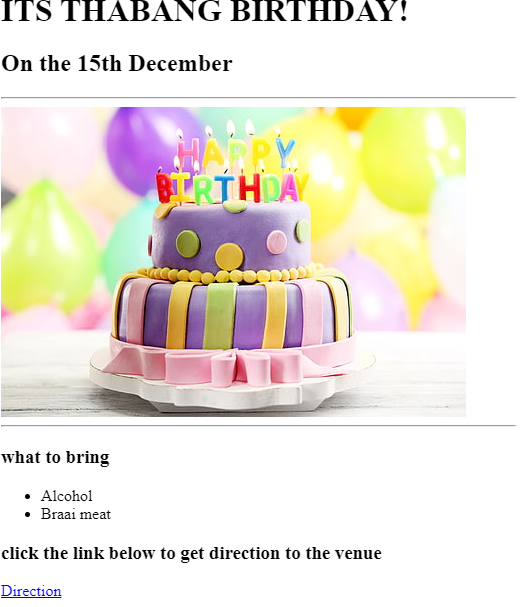 ITS THABANG BIRTHDAY!
On the 15th December
HAPPY
BIRTHDAY
what to bring
Alcohol
Braai meat
click the link below to get direction to the venue
Direction